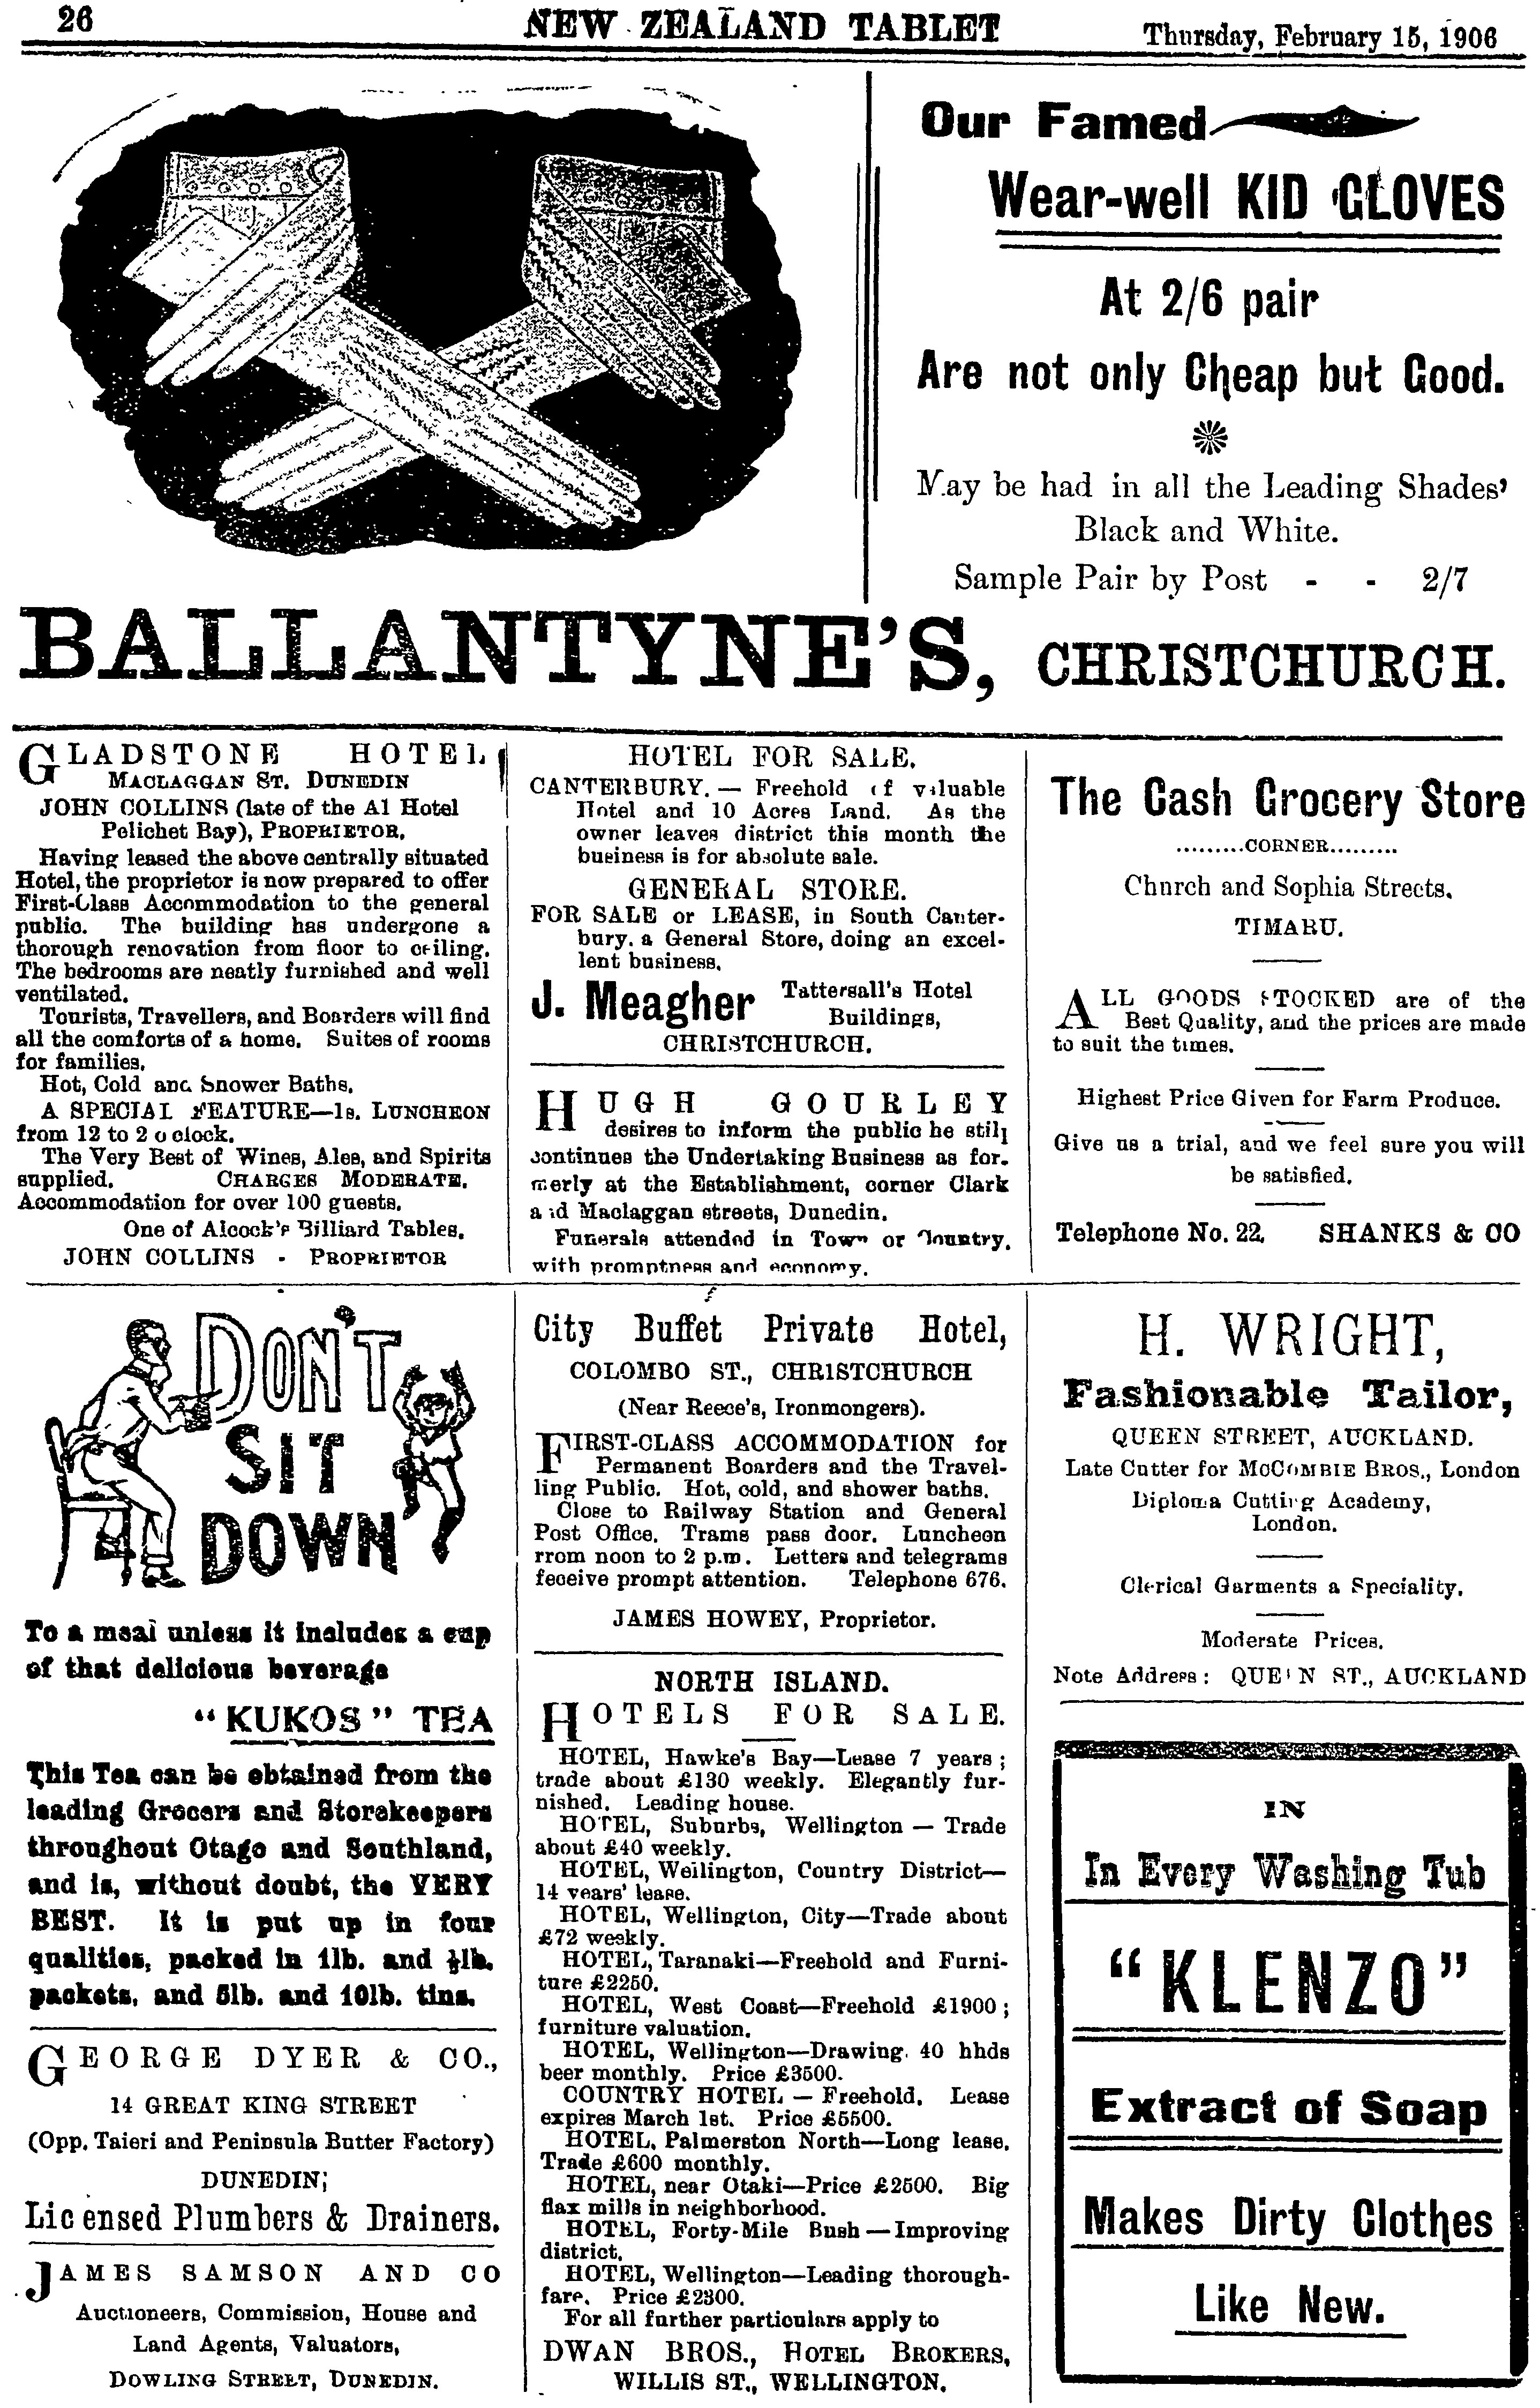 26
NEW ZEALAND TABLET
Thursday, February 15, 1906
Our Famed
Wear-well KID GLOVES
At 2/6 pair
Are not only Cheap but Good.
May be had in all the Leading Shades'
Black and White.
Sample Pair by Post - - 2/7
BALLANTYNE'S, CHRISTCHURCH.
GLADSTONE HOTEL
MACLAGGAN ST. DUNEDIN
JOHN COLLINS (late of the A1 Hotel
Pelichet Bay), PROPRIETOR.
Having leased the above centrally situated
Hotel, the proprietor is now prepared to offer
First-Class Accommodation to the general
public. The building has undergone a
thorough renovation from floor to ceiling.
The bedrooms are neatly furnished and well
ventilated.
Tourists, Travellers, and Boarders will find
all the comforts of a home. Suites of rooms
for families.
Hot, Cold and Shower Baths.
A SPECIAL FEATURE—1s. LUNCHEON
from 12 to 2 o clock.
The Very Best of Wines, Ales, and Spirits
supplied. CHARGES MODERATE.
Accommodation for over 100 guests.
One of Alcock's Billiard Tables.
JOHN COLLINS - PROPRIETOR
HOTEL FOR SALE.
CANTERBURY. — Freehold of valuable
Hotel and 10 Acres Land. As the
owner leaves district this month the
business is for absolute sale.
GENERAL STORE.
FOR SALE or LEASE, in South Canter-
bury. a General Store, doing an excel-
lent business.
J. Meagher Tattersall's Hotel
Buildings,
CHRISTCHURCH.
HUGH GOURLEY
desires to inform the public he still
continues the Undertaking Business as for-
merly at the Establishment, corner Clark
and Maclaggan streets, Dunedin.
Funerals attended in Town or Country.
with promptness and economy.
The Cash Grocery Store
.........CORNER.........
Church and Sophia Streets.
TIMARU.
ALL GOODS STOCKED are of the
Best Quality, and the prices are made
to suit the times.
Highest Price Given for Farm Produce.
Give us a trial, and we feel sure you will
be satisfied.
Telephone No. 22. SHANKS & CO
DON'T
SIT
DOWN
To a meal unless it includes a cup
of that delicious beverage
"KUKOS" TEA
This Tea can be obtained from the
leading Grocers and Storekeepers
throughout Otago and Southland,
and is, without doubt, the VERY
BEST. It is put up in four
qualities, packed in 1lb. and ½lb.
packets, and 5lb. and 10lb. tins.
GEORGE DYER & CO.,
14 GREAT KING STREET
(Opp. Taieri and Peninsula Butter Factory)
DUNEDIN;
Licensed Plumbers & Drainers.
JAMES SAMSON AND CO
Auctioneers, Commission, House and
Land Agents, Valuators,
DOWLING STREET, DUNEDIN.
City Buffet Private Hotel,
COLOMBO ST., CHRISTCHURCH
(Near Reece's, Ironmongers).
FIRST-CLASS ACCOMMODATION for
Permanent Boarders and the Travel-
ling Public. Hot, cold, and shower baths.
Close to Railway Station and General
Post Office. Trams pass door. Luncheon
rrom noon to 2 p.m. Letters and telegrams
feceive prompt attention. Telephone 676.
JAMES HOWEY, Proprietor.
NORTH ISLAND.
HOTELS FOR SALE.
HOTEL, Hawke's Bay—Lease 7 years;
trade about £130 weekly. Elegantly fur-
nished. Leading house.
HOTEL, Suburbs, Wellington — Trade
about £40 weekly.
HOTEL, Wellington, Country District—
14 years' lease.
HOTEL, Wellington, City—Trade about
£72 weekly.
HOTEL, Taranaki—Freehold and Furni-
ture £2250.
HOTEL, West Coast—Freehold £1900;
furniture valuation.
HOTEL, Wellington—Drawing. 40 hhds
beer monthly. Price £3500.
COUNTRY HOTEL — Freehold. Lease
expires March 1st. Price £5500.
HOTEL, Palmerston North—Long lease.
Trade £600 monthly.
HOTEL, near Otaki—Price £2500. Big
flax mills in neighborhood.
HOTEL, Forty-Mile Bush — Improving
district.
HOTEL, Wellington—Leading thorough-
fare. Price £2300.
For all further particulars apply to
DWAN BROS., HOTEL BROKERS,
WILLIS ST., WELLINGTON.
H. WRIGHT,
Fashionable Tailor,
QUEEN STREET, AUCKLAND.
Late Cutter for MCCOMBIE BROS., London
Diploma Cutting Academy,
London.
Clerical Garments a Speciality.
Moderate Prices.
Note Address: QUEEN ST., AUCKLAND
IN
In Every Washing Tub
"KLENZO"
Extract of Soap
Makes Dirty Clothes
Like New.